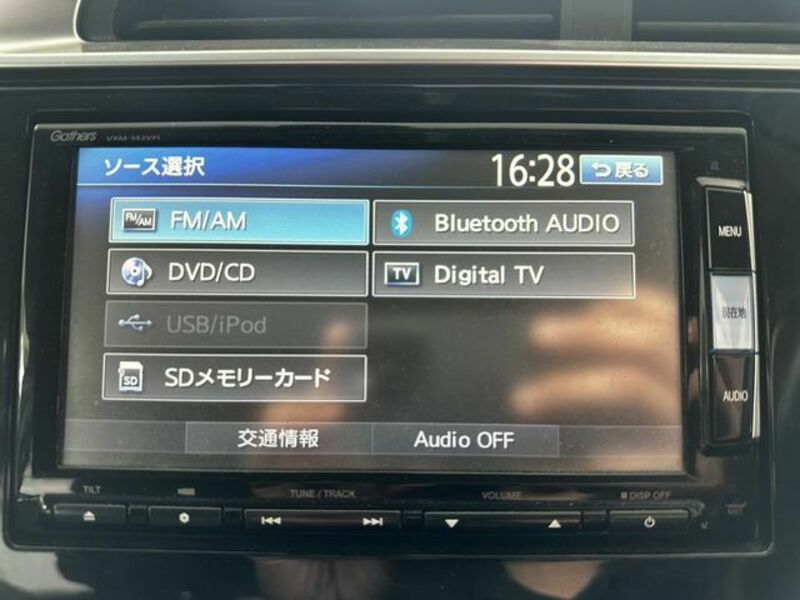 Gathers
ソース選択
16:28
戻る
FM/AM FM/AM
Bluetooth AUDIO
DVD/CD
TV Digital TV
USB/iPod
SD SDメモリーカード
交通情報
Audio OFF
MENU
現在地
AUDIO
TILT
TUNE / TRACK
VOLUME
DISP OFF